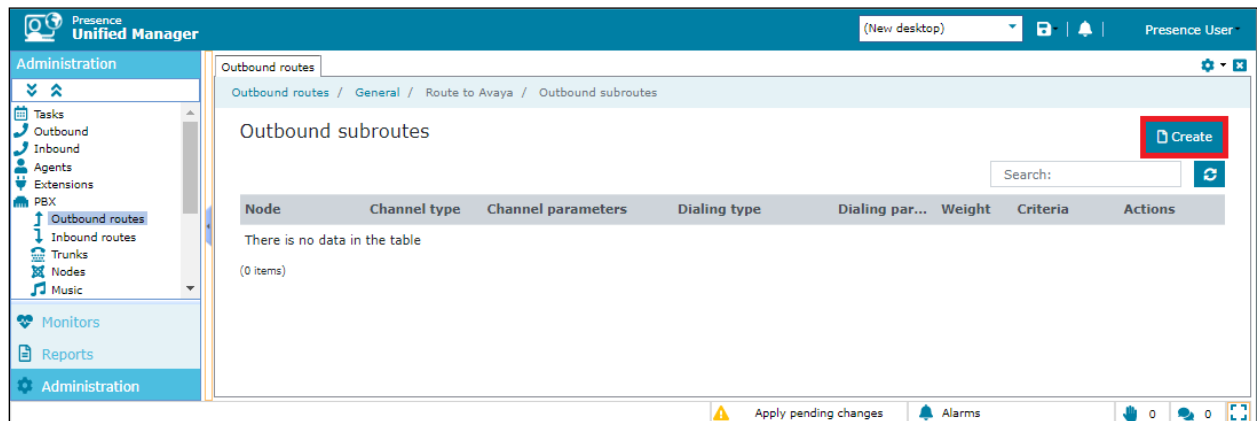 Presence
Unified Manager
(New desktop)
Presence User
Administration
Outbound routes
Outbound routes / General / Route to Avaya / Outbound subroutes
Tasks
Outbound
Inbound
Agents
Extensions
PBX
Outbound routes
Inbound routes
Trunks
Nodes
Music
Monitors
Reports
Administration
Outbound subroutes
Create
Search:
Node Channel type Channel parameters Dialing type Dialing par... Weight Criteria Actions
There is no data in the table
(0 items)
Apply pending changes Alarms 0 0